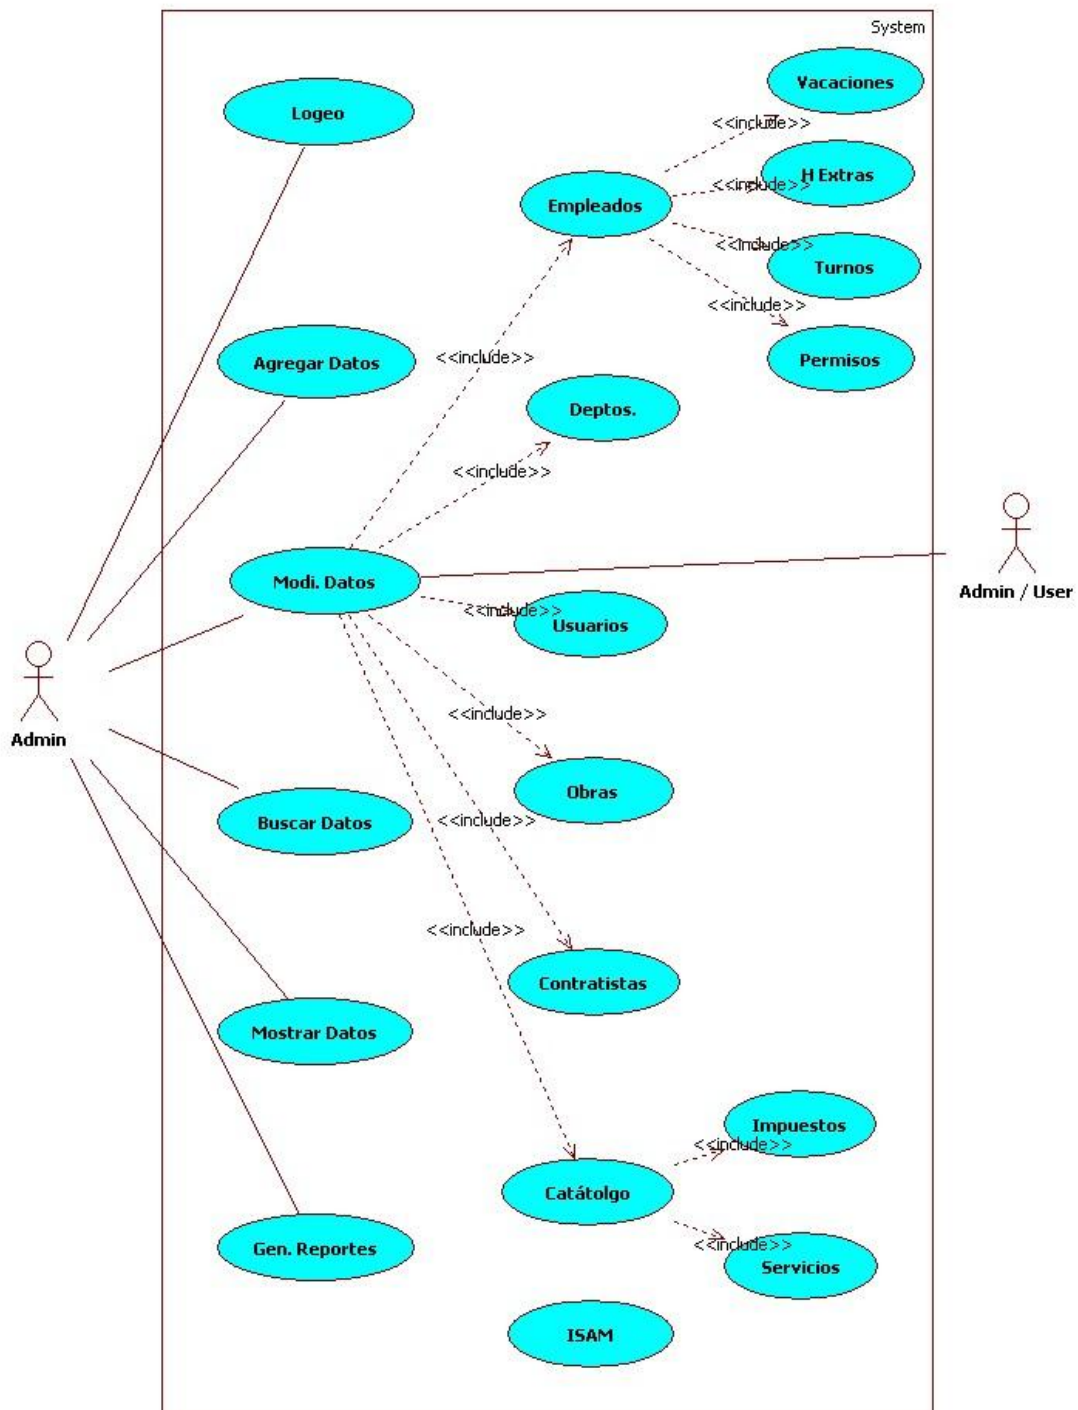 System
Vacaciones
Logeo
<<include>>
H Extras
<<include>>
Empleados
<<include>>
Turnos
<<include>>
Permisos
<<include>>
Agregar Datos
Deptos.
<<include>>
Modi. Datos
Admin / User
<<include>>
Usuarios
Admin
<<include>>
Obras
<<include>>
Buscar Datos
<<include>>
Contratistas
Mostrar Datos
Impuestos
<<include>>
Catátolgo
Gen. Reportes
<<include>>
Servicios
ISAM